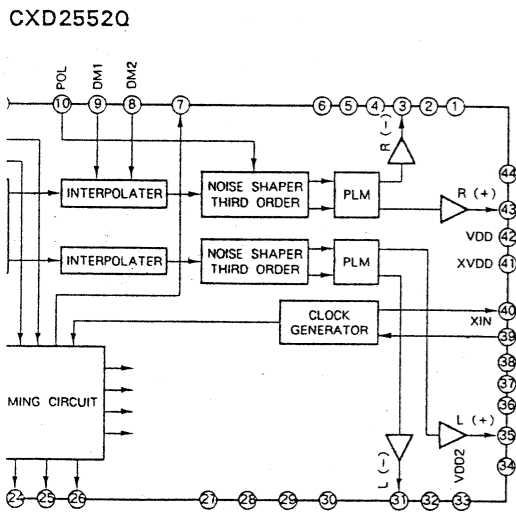 CXD2552Q
POL
DM1
DM2
10 9 8 7 6 5 4 3 2 1
R (-)
44
INTERPOLATER
NOISE SHAPER
THIRD ORDER
PLM
R (+)
43
VDD
42
XVDD
41
INTERPOLATER
NOISE SHAPER
THIRD ORDER
PLM
CLOCK
GENERATOR
40
XIN
39
38
37
36
MING CIRCUIT
L (+)
35
L (-)
VDD2
34
24 25 26 27 28 29 30 31 32 33